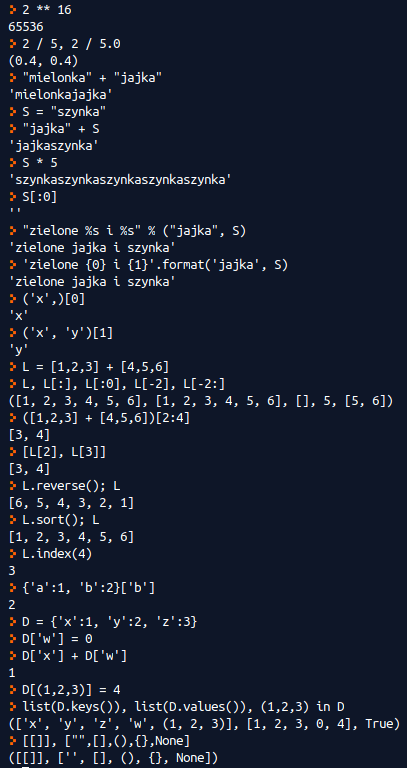 > 2 ** 16
65536
> 2 / 5, 2 / 5.0
(0.4, 0.4)
> "mielonka" + "jajka"
'mielonkajajka'
> S = "szynka"
> "jajka" + S
'jajkaszynka'
> S * 5
'szynkaszynkaszynkaszynkaszynka'
> S[:0]
''
> "zielone %s i %s" % ("jajka", S)
'zielone jajka i szynka'
> 'zielone {0} i {1}'.format('jajka', S)
'zielone jajka i szynka'
> ('x',)[0]
'x'
> ('x', 'y')[1]
'y'
> L = [1,2,3] + [4,5,6]
> L, L[:], L[:0], L[-2], L[-2:]
([1, 2, 3, 4, 5, 6], [1, 2, 3, 4, 5, 6], [], 5, [5, 6])
> ([1,2,3] + [4,5,6])[2:4]
[3, 4]
> [L[2], L[3]]
[3, 4]
> L.reverse(); L
[6, 5, 4, 3, 2, 1]
> L.sort(); L
[1, 2, 3, 4, 5, 6]
> L.index(4)
3
> {'a':1, 'b':2}['b']
2
> D = {'x':1, 'y':2, 'z':3}
> D['w'] = 0
> D['x'] + D['w']
1
> D[(1,2,3)] = 4
> list(D.keys()), list(D.values()), (1,2,3) in D
(['x', 'y', 'z', 'w', (1, 2, 3)], [1, 2, 3, 0, 4], True)
> [[]], ["",[],(),{},None]
([[]], ['', [], (), {}, None])